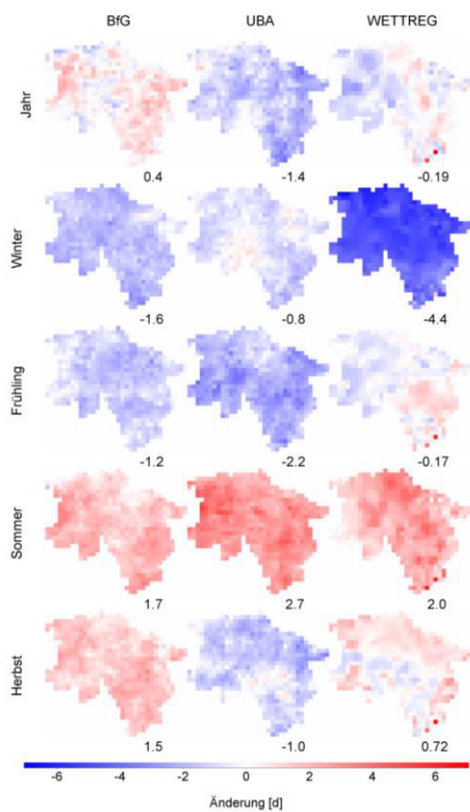 BfG UBA WETTREG
Jahr
0.4 -1.4 -0.19
Winter
-1.6 -0.8 -4.4
Frühling
-1.2 -2.2 -0.17
Sommer
1.7 2.7 2.0
Herbst
1.5 -1.0 0.72
-6 -4 -2 0 2 4 6
Änderung [d]